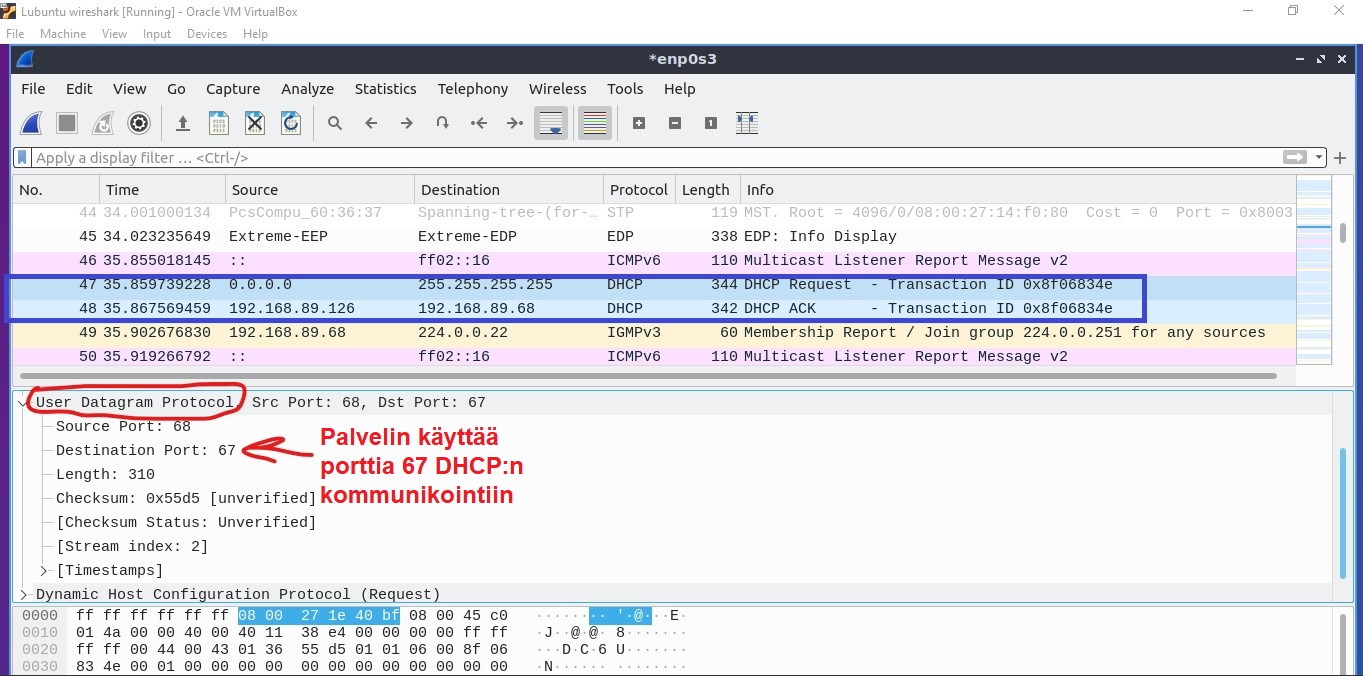 Lubuntu wireshark [Running] - Oracle VM VirtualBox
File Machine View Input Devices Help
*enp0s3
File Edit View Go Capture Analyze Statistics Telephony Wireless Tools Help
Apply a display filter … <Ctrl-/>
No. Time Source Destination Protocol Length Info
44 34.001000134 PcsCompu_60:36:37 Spanning-tree-(for-… STP 119 MST. Root = 4096/0/08:00:27:14:f0:80 Cost = 0 Port = 0x8003
45 34.023235649 Extreme-EEP Extreme-EDP EDP 338 EDP: Info Display
46 35.855018145 :: ff02::16 ICMPv6 110 Multicast Listener Report Message v2
47 35.859739228 0.0.0.0 255.255.255.255 DHCP 344 DHCP Request - Transaction ID 0x8f06834e
48 35.867569459 192.168.89.126 192.168.89.68 DHCP 342 DHCP ACK - Transaction ID 0x8f06834e
49 35.902676830 192.168.89.68 224.0.0.22 IGMPv3 60 Membership Report / Join group 224.0.0.251 for any sources
50 35.919266792 :: ff02::16 ICMPv6 110 Multicast Listener Report Message v2
User Datagram Protocol, Src Port: 68, Dst Port: 67
Source Port: 68
Destination Port: 67
Length: 310
Checksum: 0x55d5 [unverified]
[Checksum Status: Unverified]
[Stream index: 2]
[Timestamps]
Palvelin käyttää
porttia 67 DHCP:n
kommunikointiin
Dynamic Host Configuration Protocol (Request)
0000 ff ff ff ff ff ff 08 00 27 1e 40 bf 08 00 45 c0 ········'·@···E·
0010 01 4a 00 00 40 00 40 11 38 e4 00 00 00 00 ff ff ·J··@·@·8·······
0020 ff ff 00 44 00 43 01 36 55 d5 01 01 06 00 8f 06 ···D·C·6U·······
0030 83 4e 00 01 00 00 00 00 00 00 00 00 00 00 00 00 ·N··············